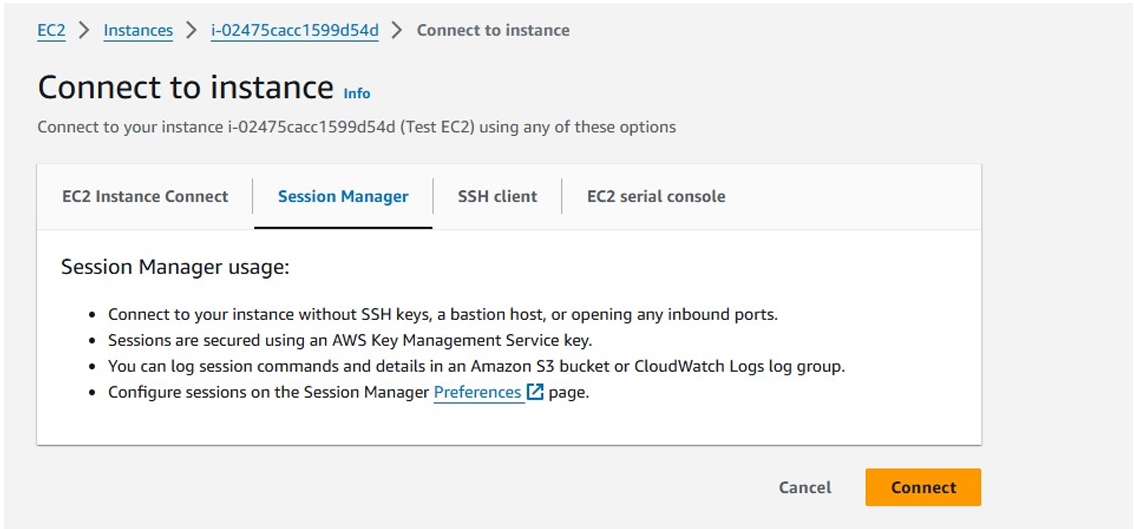 EC2 > Instances > i-02475cacc1599d54d > Connect to instance
Connect to instance Info
Connect to your instance i-02475cacc1599d54d (Test EC2) using any of these options
EC2 Instance Connect Session Manager SSH client EC2 serial console
Session Manager usage:
• Connect to your instance without SSH keys, a bastion host, or opening any inbound ports.
• Sessions are secured using an AWS Key Management Service key.
• You can log session commands and details in an Amazon S3 bucket or CloudWatch Logs log group.
• Configure sessions on the Session Manager Preferences page.
Cancel Connect